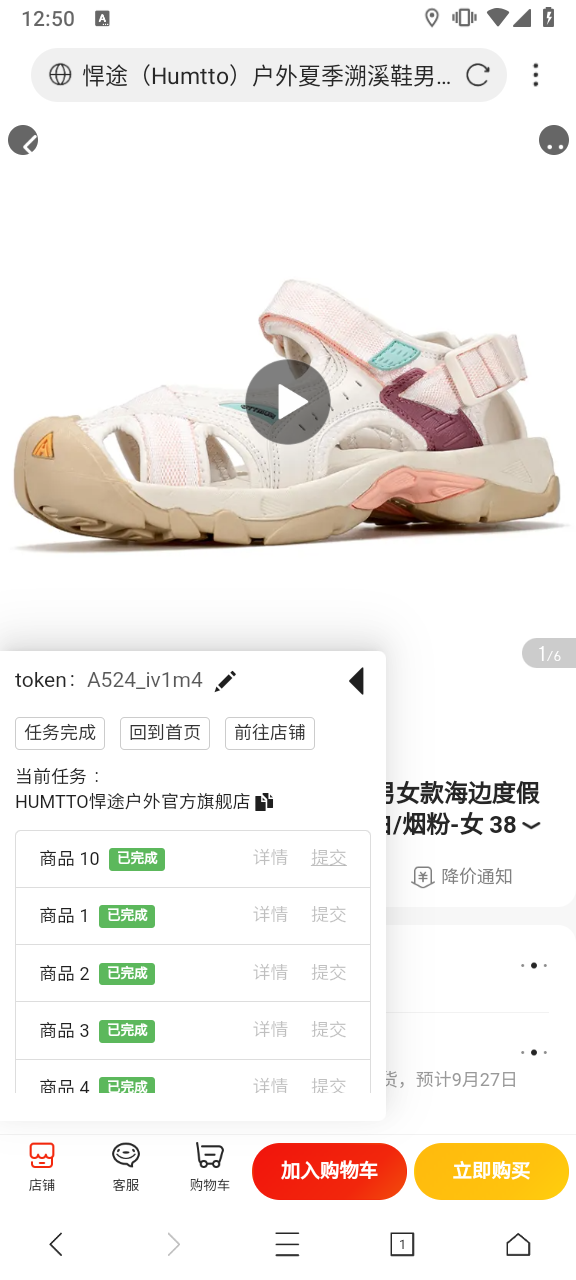 12:50
悍途（Humtto）户外夏季溯溪鞋男…
1/6
token： A524_iv1m4
任务完成 回到首页 前往店铺
当前任务：
HUMTTO悍途户外官方旗舰店
商品 10 已完成 详情 提交
商品 1 已完成 详情 提交
商品 2 已完成 详情 提交
商品 3 已完成 详情 提交
商品 4 已完成 详情 提交
男女款海边度假
白/烟粉-女 38
降价通知
货，预计9月27日
店铺 客服 购物车 加入购物车 立即购买
1